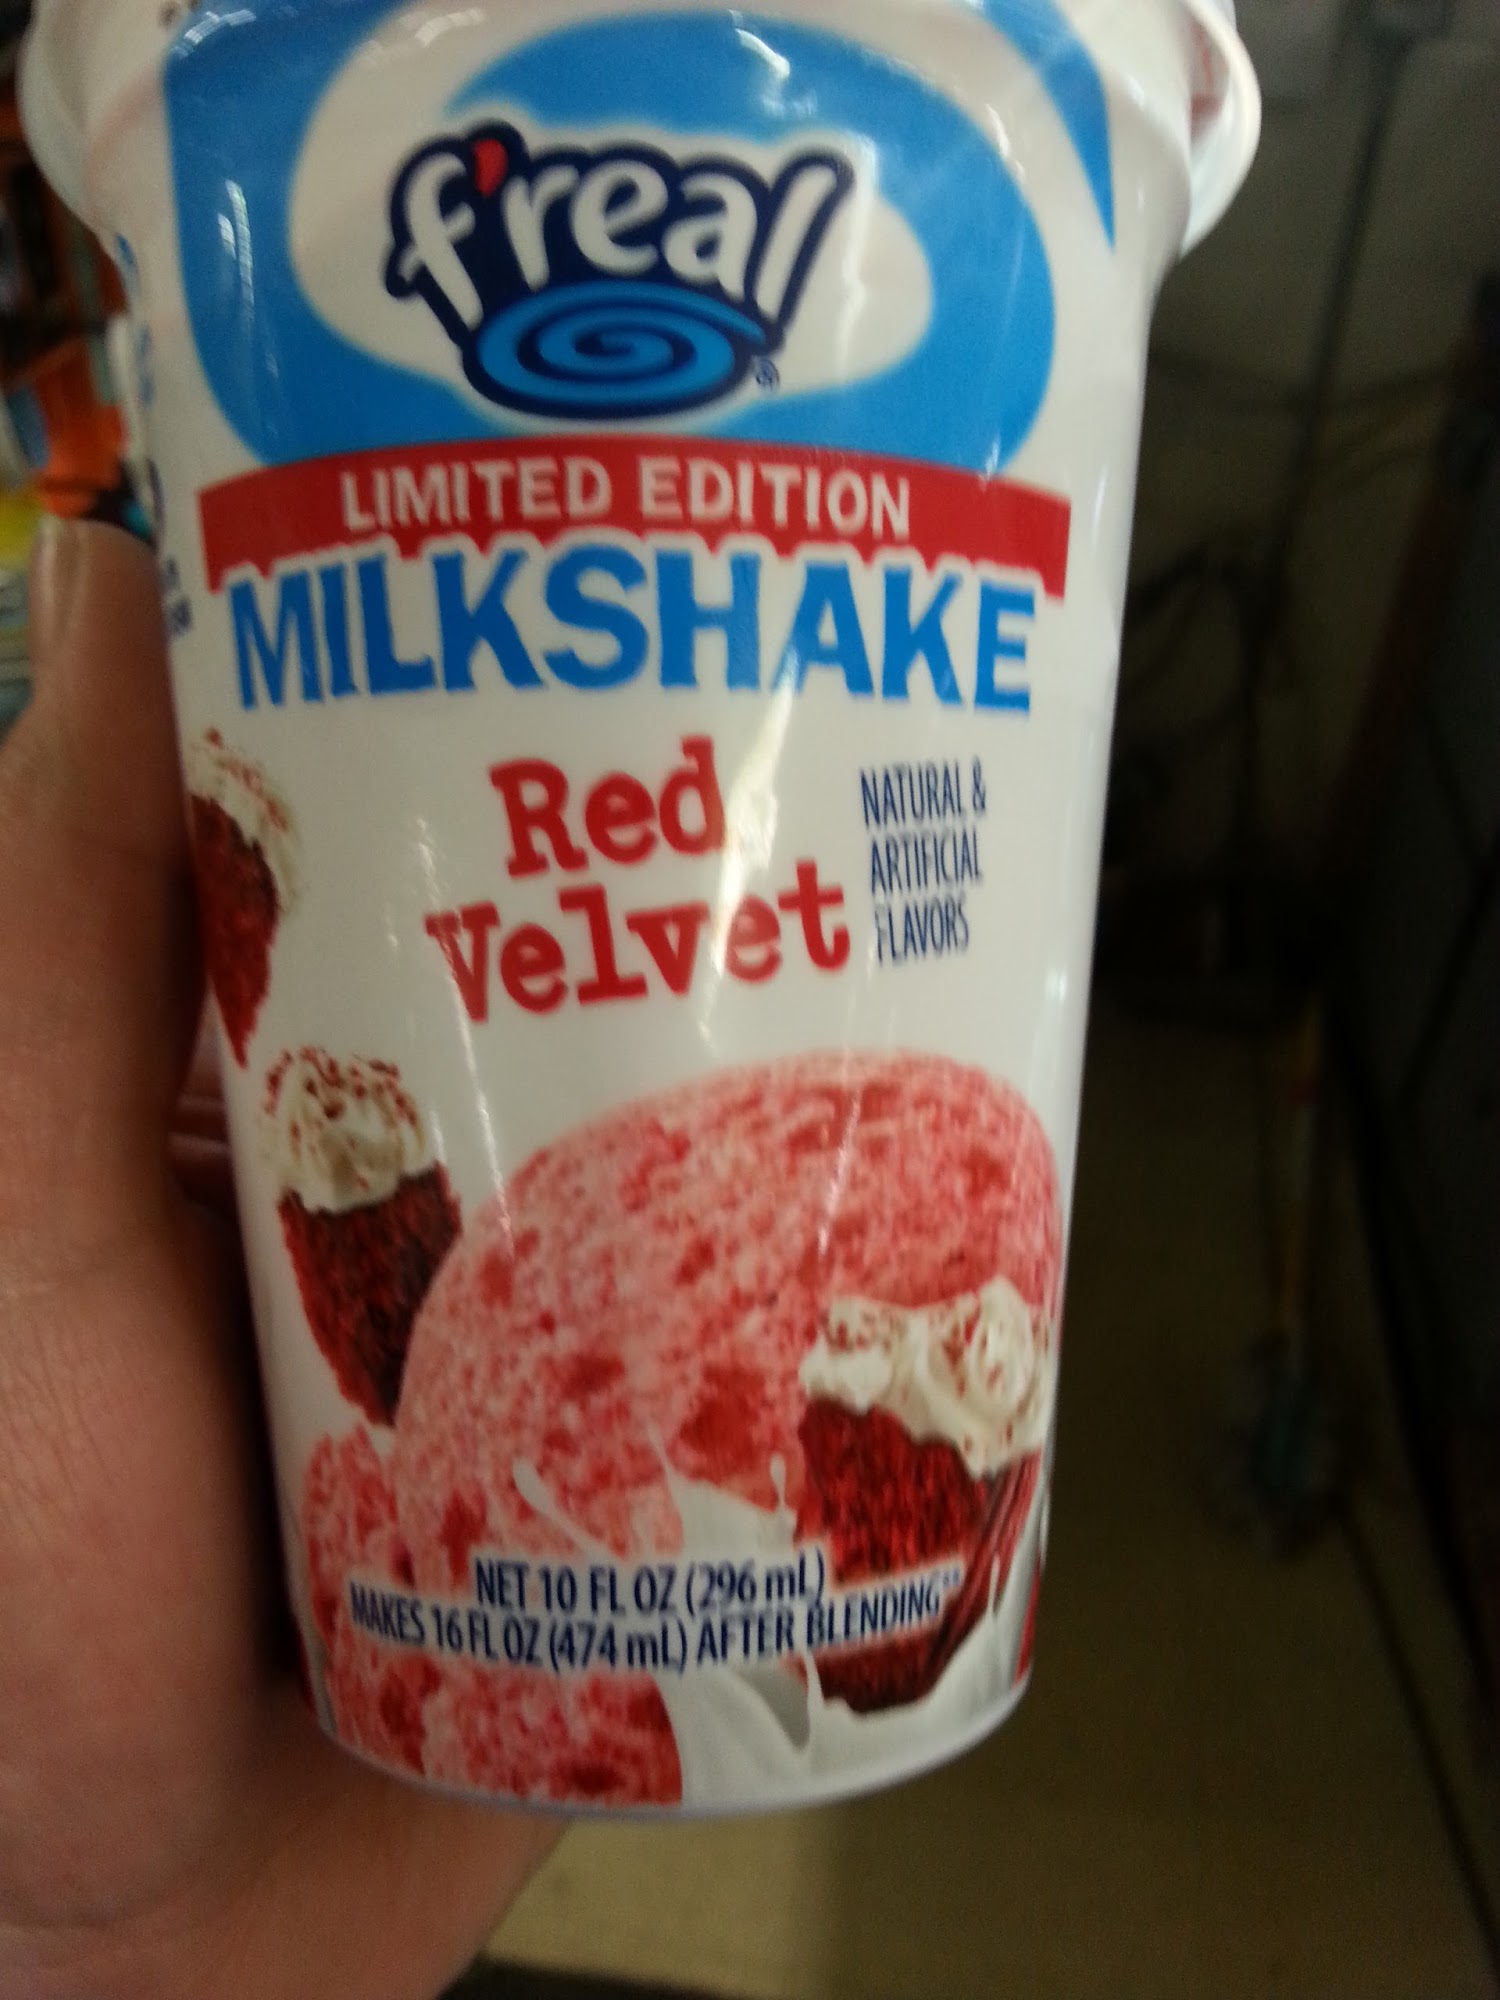 f'real®
LIMITED EDITION
MILKSHAKE
Red
Velvet
NATURAL &
ARTIFICIAL
FLAVORS
NET 10 FL OZ (296 mL)
MAKES 16 FL OZ (474 mL) AFTER BLENDING**